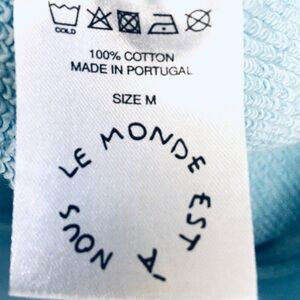 COLD
100% COTTON
MADE IN PORTUGAL
SIZE M
LE MONDE EST À NOUS